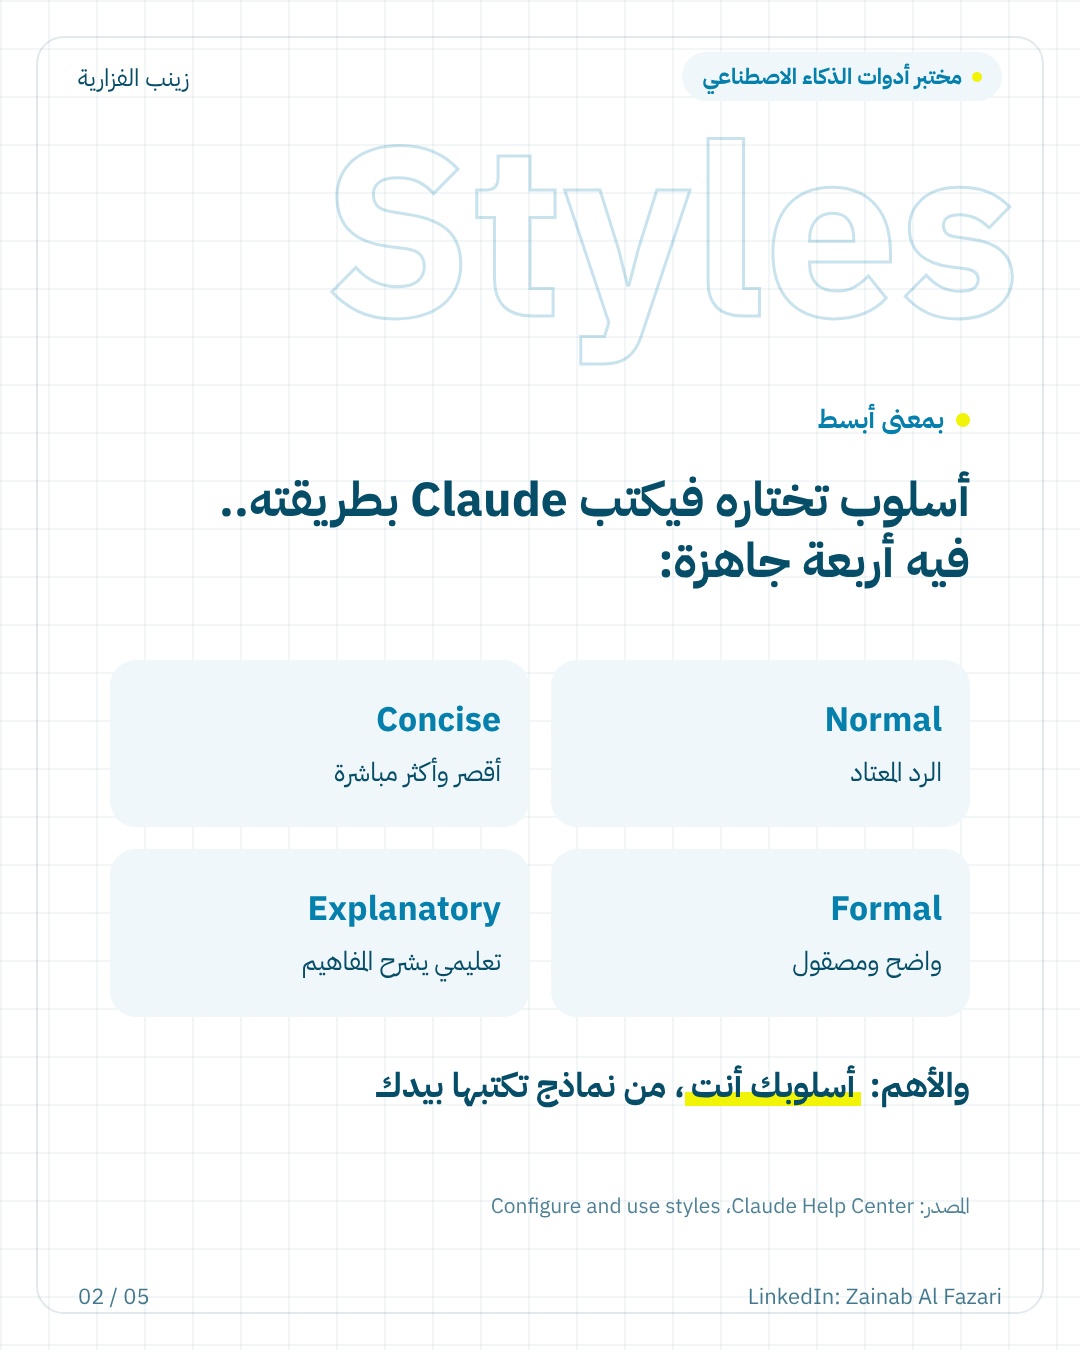 مختبر أدوات الذكاء الاصطناعي
زينب الفزارية
Styles
بمعنى أبسط
أسلوب تختاره فيكتب Claude بطريقته..
فيه أربعة جاهزة:
Normal
الرد المعتاد
Concise
أقصر وأكثر مباشرة
Formal
واضح ومصقول
Explanatory
تعليمي يشرح المفاهيم
والأهم: أسلوبك أنت، من نماذج تكتبها بيدك
المصدر: Claude Help Center، Configure and use styles
LinkedIn: Zainab Al Fazari
02 / 05